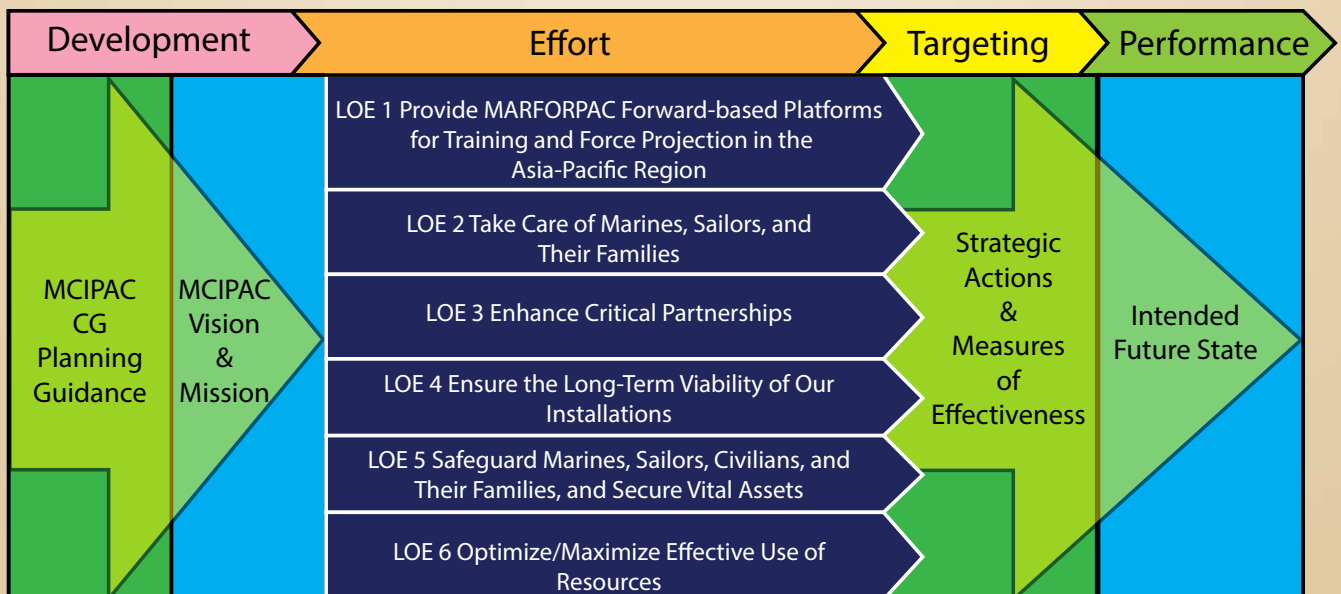 Development
Effort
Targeting
Performance
MCIPAC
CG
Planning
Guidance
MCIPAC
Vision
&
Mission
LOE 1 Provide MARFORPAC Forward-based Platforms
for Training and Force Projection in the
Asia-Pacific Region
LOE 2 Take Care of Marines, Sailors, and
Their Families
LOE 3 Enhance Critical Partnerships
LOE 4 Ensure the Long-Term Viability of Our
Installations
LOE 5 Safeguard Marines, Sailors, Civilians, and
Their Families, and Secure Vital Assets
LOE 6 Optimize/Maximize Effective Use of
Resources
Strategic
Actions
&
Measures
of
Effectiveness
Intended
Future State